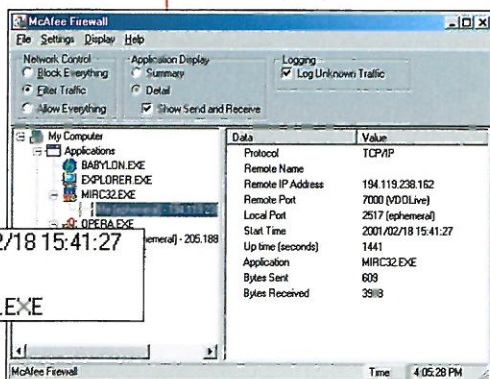 McAfee Firewall
File Settings Display Help
Network Control
Block Everything
Filter Traffic
Allow Everything
Application Display
Summary
Detail
Show Send and Receive
Logging
Log Unknown Traffic
My Computer
Applications
BABYLON.EXE
EXPLORER.EXE
MIRC32.EXE
OPERA.EXE
- 205.188
2/18 15:41:27
.EXE
Data Value
Protocol TCP/IP
Remote Name
Remote IP Address 194.119.238.162
Remote Port 7000 (VDOLive)
Local Port 2517 (ephemeral)
Start Time 2001/02/18 15:41:27
Up time (seconds) 1441
Application MIRC32.EXE
Bytes Sent 609
Bytes Received
McAfee Firewall Time 4:05:28 PM